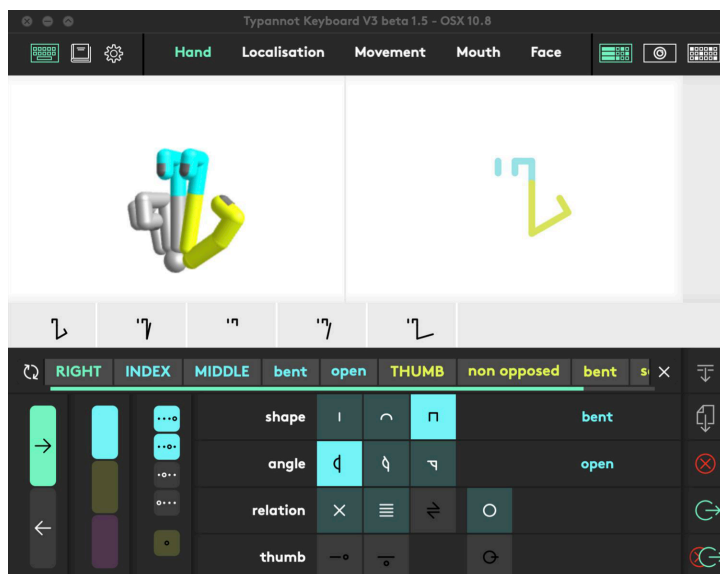 Typannot Keyboard V3 beta 1.5 - OSX 10.8
Hand Localisation Movement Mouth Face
RIGHT INDEX MIDDLE bent open THUMB non opposed bent
shape bent
angle open
relation
thumb